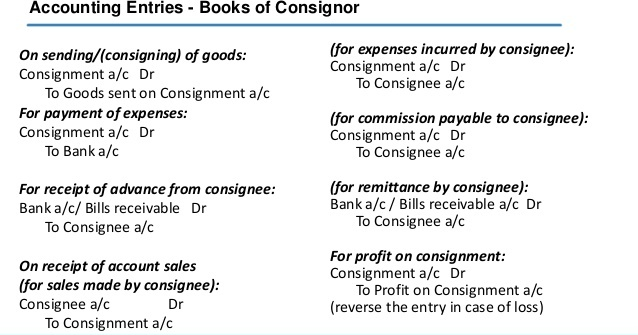 Accounting Entries - Books of Consignor
On sending/(consigning) of goods:
Consignment a/c Dr
To Goods sent on Consignment a/c
For payment of expenses:
Consignment a/c Dr
To Bank a/c
For receipt of advance from consignee:
Bank a/c/ Bills receivable Dr
To Consignee a/c
On receipt of account sales
(for sales made by consignee):
Consignee a/c Dr
To Consignment a/c
(for expenses incurred by consignee):
Consignment a/c Dr
To Consignee a/c
(for commission payable to consignee):
Consignment a/c Dr
To Consignee a/c
(for remittance by consignee):
Bank a/c / Bills receivable a/c Dr
To Consignee a/c
For profit on consignment:
Consignment a/c Dr
To Profit on Consignment a/c
(reverse the entry in case of loss)